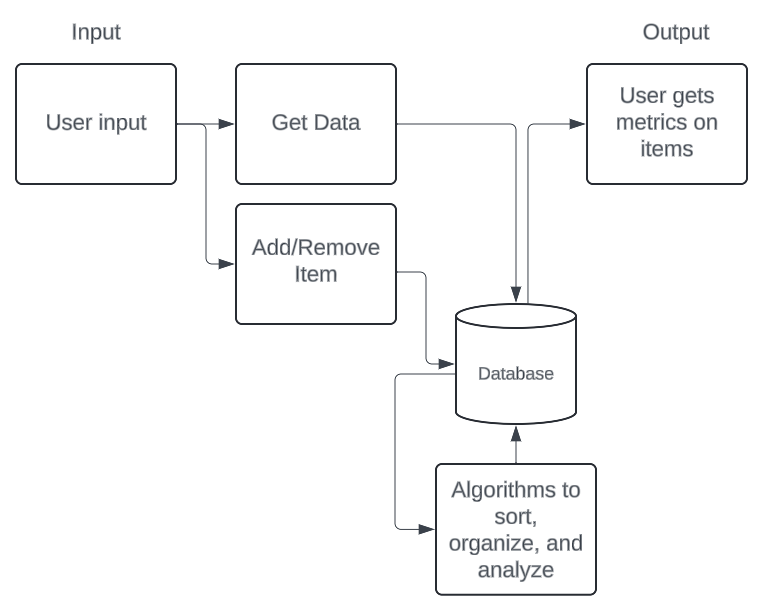 Input
Output
User input
Get Data
User gets
metrics on
items
Add/Remove
Item
Database
Algorithms to
sort,
organize, and
analyze